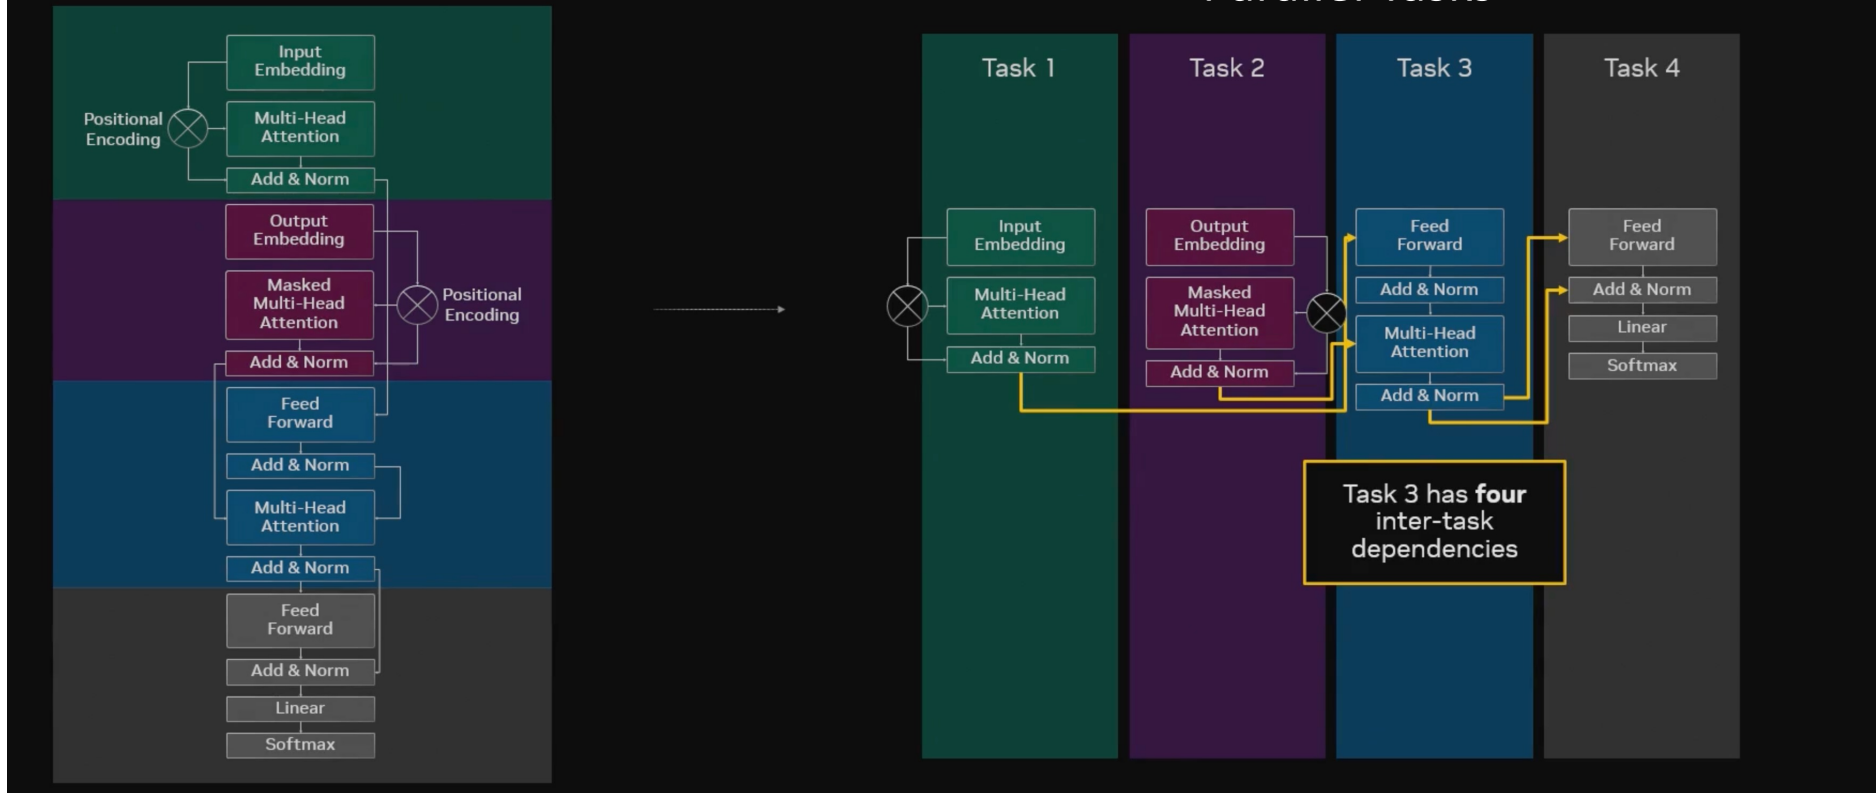 Parallel Tasks
Input
Embedding
Positional
Encoding
Multi-Head
Attention
Add & Norm
Output
Embedding
Masked
Multi-Head
Attention
Positional
Encoding
Add & Norm
Feed
Forward
Add & Norm
Multi-Head
Attention
Add & Norm
Feed
Forward
Add & Norm
Linear
Softmax
Task 1
Input
Embedding
Multi-Head
Attention
Add & Norm
Task 2
Output
Embedding
Masked
Multi-Head
Attention
Add & Norm
Task 3
Feed
Forward
Add & Norm
Multi-Head
Attention
Add & Norm
Task 4
Feed
Forward
Add & Norm
Linear
Softmax
Task 3 has four
inter-task
dependencies